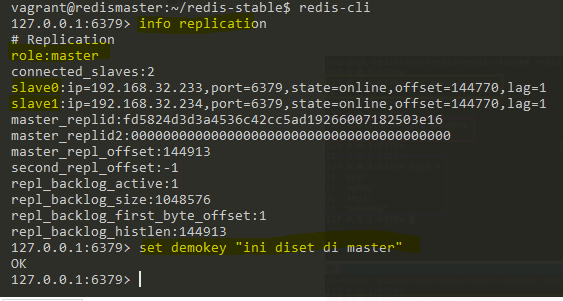 vagrant@redismaster:~/redis-stable$ redis-cli
127.0.0.1:6379> info replication
# Replication
role:master
connected_slaves:2
slave0:ip=192.168.32.233,port=6379,state=online,offset=144770,lag=1
slave1:ip=192.168.32.234,port=6379,state=online,offset=144770,lag=1
master_replid:fd5824d3d3a4536c42cc5ad19266007182503e16
master_replid2:0000000000000000000000000000000000000000
master_repl_offset:144913
second_repl_offset:-1
repl_backlog_active:1
repl_backlog_size:1048576
repl_backlog_first_byte_offset:1
repl_backlog_histlen:144913
127.0.0.1:6379> set demokey "ini diset di master"
OK
127.0.0.1:6379>